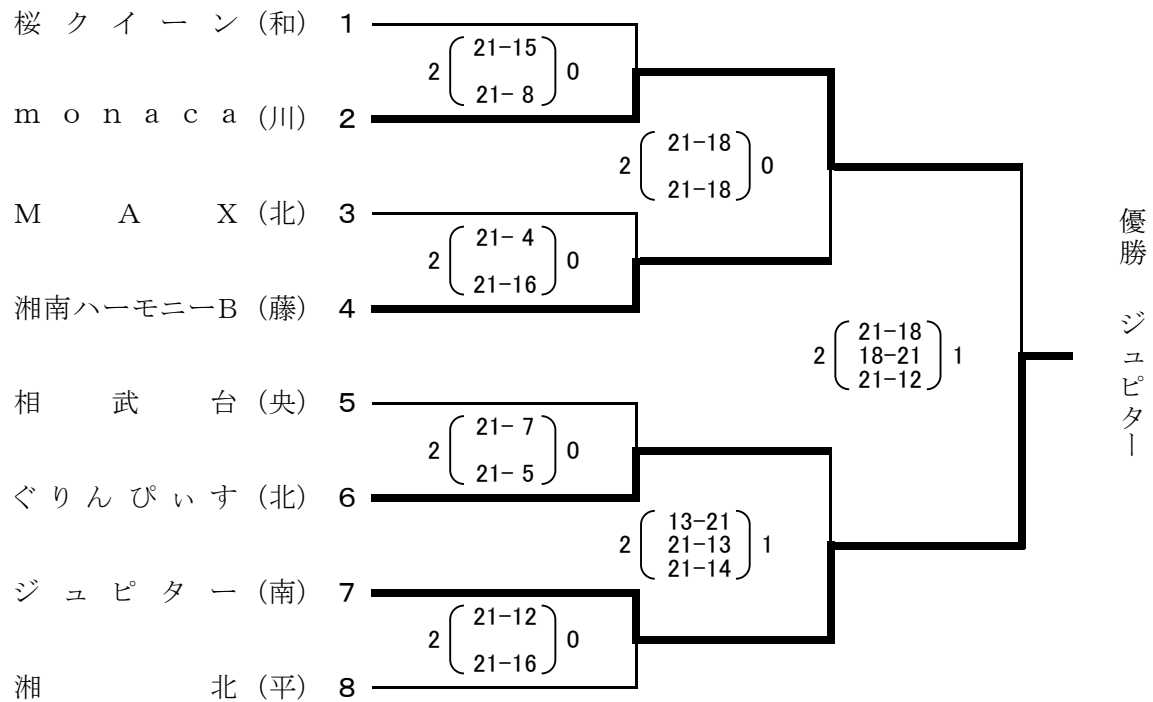 桜クイーン（和） 1
2 21-15 0
21- 8
monaca（川） 2
2 21-18 0
21-18
MAX（北） 3
2 21- 4 0
21-16
湘南ハーモニーB（藤） 4
2 21-18 1
18-21
21-12
相武台（央） 5
2 21- 7 0
21- 5
ぐりんぴぃす（北） 6
2 13-21 1
21-13
21-14
ジュピター（南） 7
2 21-12 0
21-16
湘北（平） 8
優勝 ジュピター